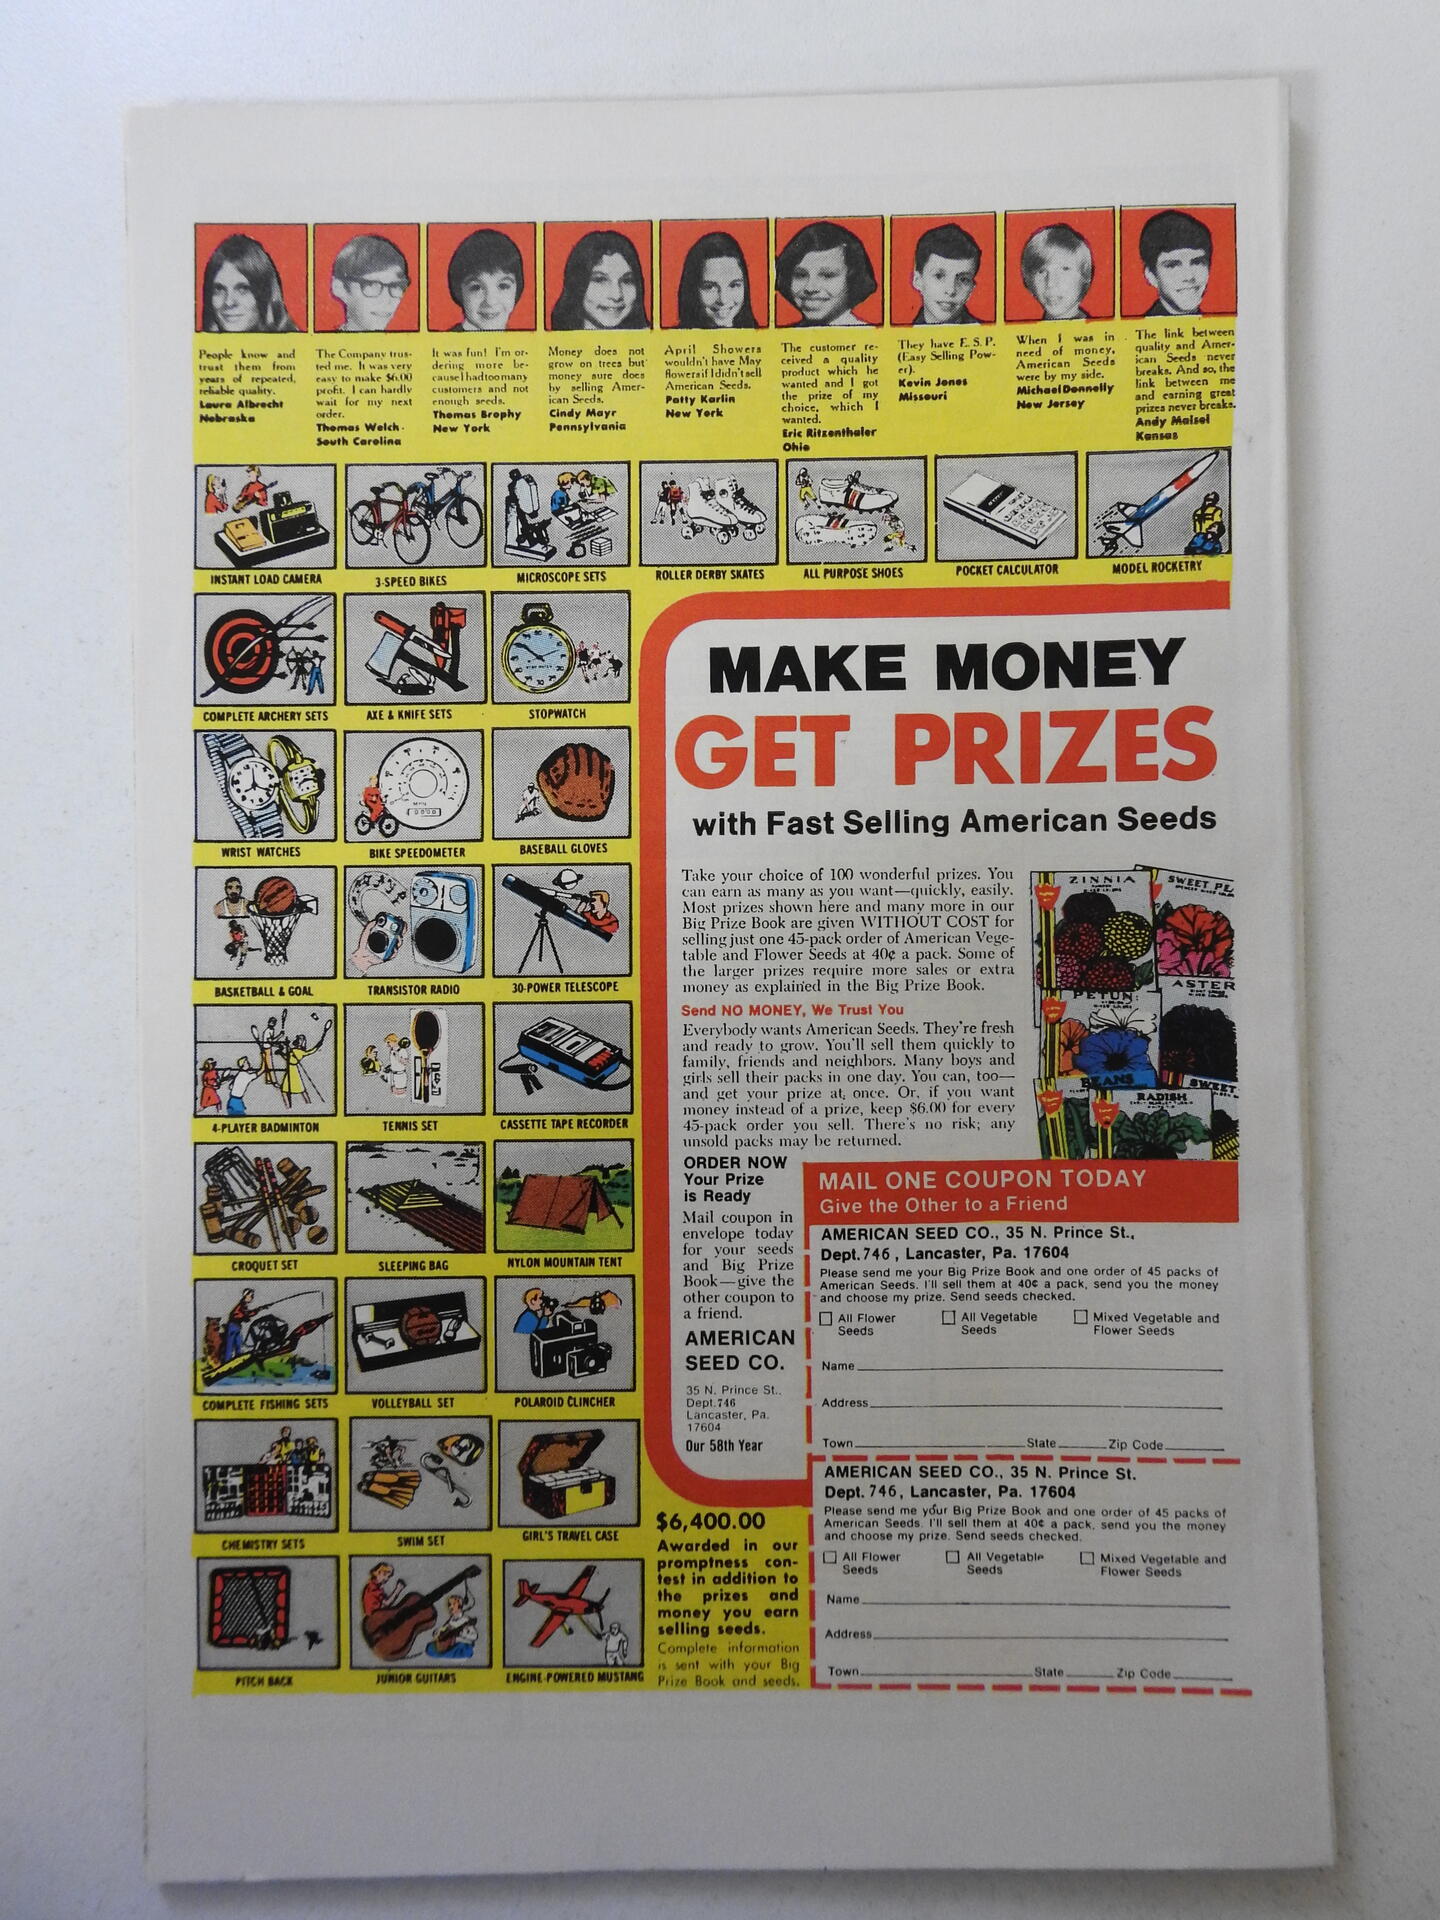 People know and
trust them from
years of repeated,
reliable quality.
Laura Albrecht
Nebraska
The Company trus-
ted me. It was very
easy to make $6.00
profit. I can hardly
wait for my next
order.
Thomas Welch-
South Carolina
It was fun! I'm or-
dering more be-
cause I had too many
customers and not
enough seeds.
Thomas Brophy
New York
Money does not
grow on trees but
money sure does
by selling Amer-
ican Seeds.
Cindy Mayr
Pennsylvania
April Showers
wouldn't have May
flowers if I didn't sell
American Seeds.
Patty Karlin
New York
The customer re-
ceived a quality
product which he
wanted and I got
the prize of my
choice, which I
wanted.
Eric Ritzenthaler
Ohio
They have E. S. P.
(Easy Selling Pow-
er).
Kevin Jones
Missouri
When I was in
need of money,
American Seeds
were by my side.
Michael Donnelly
New Jersey
The link between
quality and Amer-
ican Seeds never
breaks. And so, the
link between me
and earning great
prizes never breaks.
Andy Maisel
Kansas
INSTANT LOAD CAMERA
3-SPEED BIKES
MICROSCOPE SETS
ROLLER DERBY SKATES
ALL PURPOSE SHOES
POCKET CALCULATOR
MODEL ROCKETRY
COMPLETE ARCHERY SETS
AXE & KNIFE SETS
STOPWATCH
WRIST WATCHES
BIKE SPEEDOMETER
BASEBALL GLOVES
BASKETBALL & GOAL
TRANSISTOR RADIO
30-POWER TELESCOPE
4-PLAYER BADMINTON
TENNIS SET
CASSETTE TAPE RECORDER
CROQUET SET
SLEEPING BAG
NYLON MOUNTAIN TENT
COMPLETE FISHING SETS
VOLLEYBALL SET
POLAROID CLINCHER
CHEMISTRY SETS
SWIM SET
GIRL'S TRAVEL CASE
PITCH BACK
JUNIOR GUITARS
ENGINE-POWERED MUSTANG
MAKE MONEY
GET PRIZES
with Fast Selling American Seeds
Take your choice of 100 wonderful prizes. You
can earn as many as you want—quickly, easily.
Most prizes shown here and many more in our
Big Prize Book are given WITHOUT COST for
selling just one 45-pack order of American Vege-
table and Flower Seeds at 40¢ a pack. Some of
the larger prizes require more sales or extra
money as explained in the Big Prize Book.
Send NO MONEY, We Trust You
Everybody wants American Seeds. They're fresh
and ready to grow. You'll sell them quickly to
family, friends and neighbors. Many boys and
girls sell their packs in one day. You can, too—
and get your prize at once. Or, if you want
money instead of a prize, keep $6.00 for every
45-pack order you sell. There's no risk; any
unsold packs may be returned.
ZINNIA
SWEET PE
PETUN
ASTER
BEANS
RADISH
SWEET
ORDER NOW
Your Prize
is Ready
Mail coupon in
envelope today
for your seeds
and Big Prize
Book—give the
other coupon to
a friend.
AMERICAN
SEED CO.
35 N. Prince St.,
Dept.746
Lancaster, Pa.
17604
Our 58th Year
$6,400.00
Awarded in our
promptness con-
test in addition to
the prizes and
money you earn
selling seeds.
Complete information
is sent with your Big
Prize Book and seeds.
MAIL ONE COUPON TODAY
Give the Other to a Friend
AMERICAN SEED CO., 35 N. Prince St.,
Dept. 746, Lancaster, Pa. 17604
Please send me your Big Prize Book and one order of 45 packs of
American Seeds. I'll sell them at 40¢ a pack, send you the money
and choose my prize. Send seeds checked.
All Flower Seeds
All Vegetable Seeds
Mixed Vegetable and Flower Seeds
Name
Address
Town State Zip Code
AMERICAN SEED CO., 35 N. Prince St.
Dept. 746, Lancaster, Pa. 17604
Please send me your Big Prize Book and one order of 45 packs of
American Seeds. I'll sell them at 40¢ a pack, send you the money
and choose my prize. Send seeds checked.
All Flower Seeds
All Vegetable Seeds
Mixed Vegetable and Flower Seeds
Name
Address
Town State Zip Code